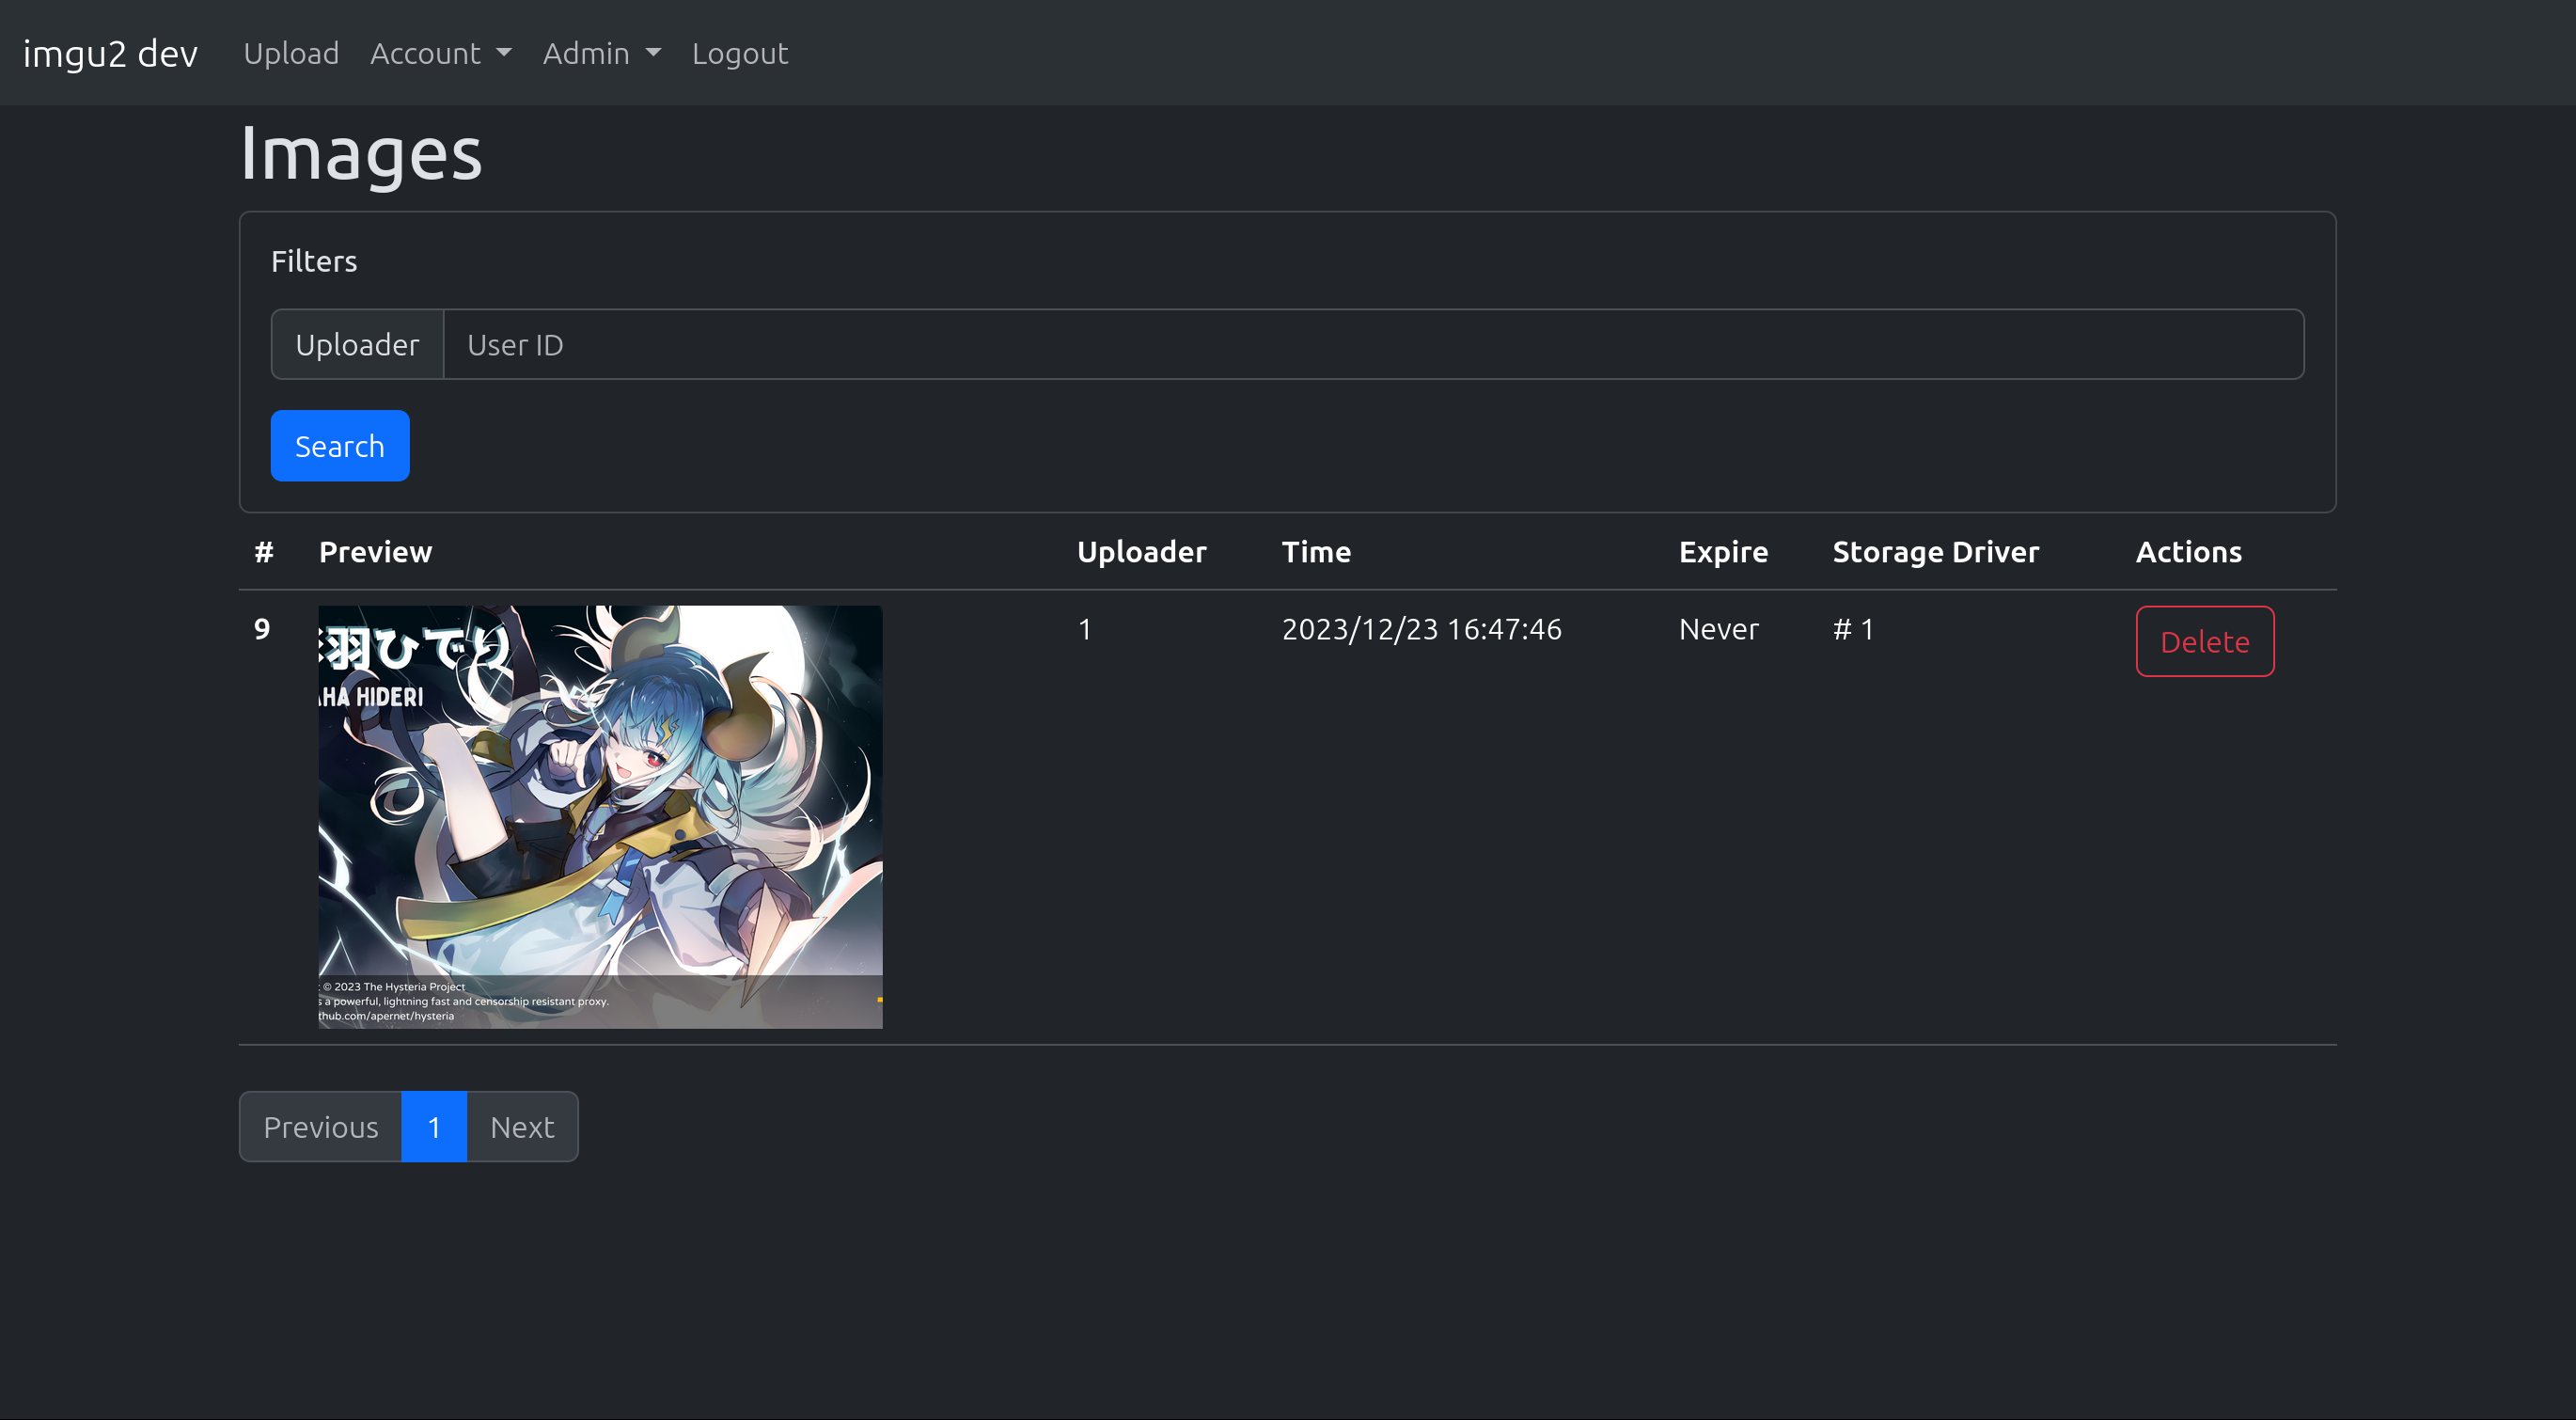 imgu2 dev Upload Account Admin Logout
Images
Filters
Uploader User ID
Search
# Preview Uploader Time Expire Storage Driver Actions
9 1 2023/12/23 16:47:46 Never # 1 Delete
羽ひでり
HIDERI
© 2023 The Hysteria Project
a powerful, lightning fast and censorship resistant proxy.
hub.com/apernet/hysteria
Previous 1 Next